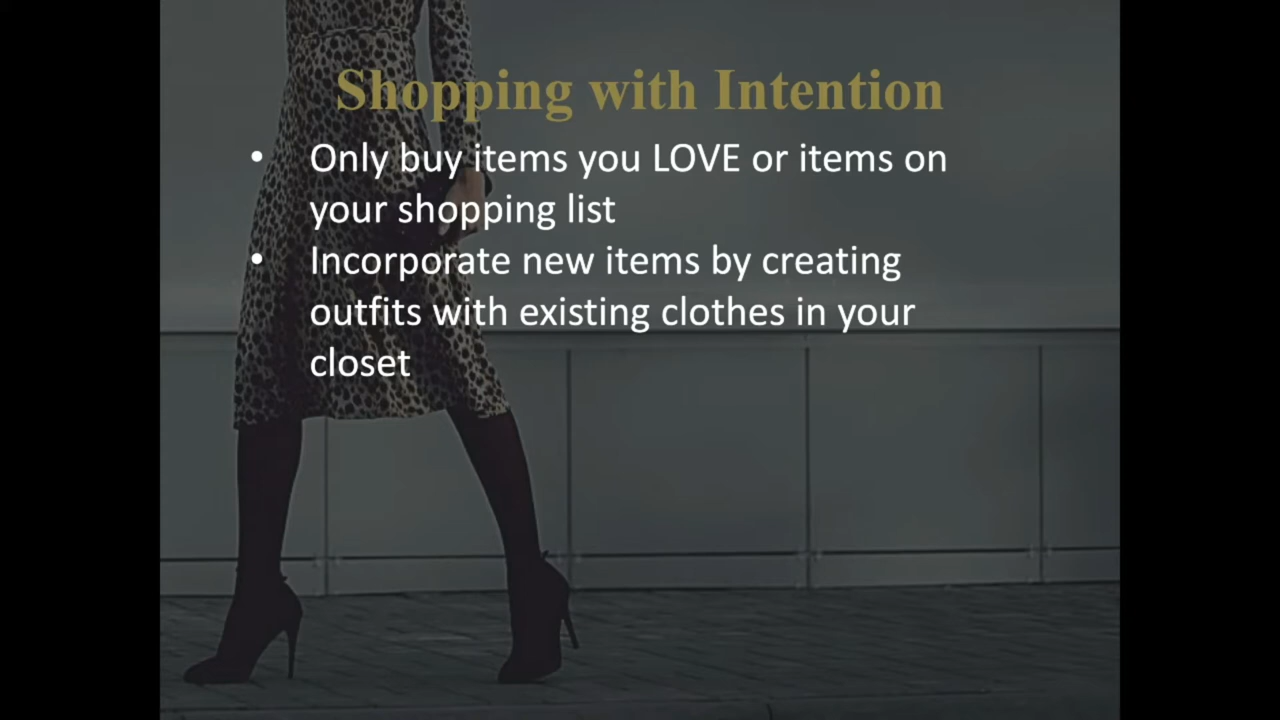 Shopping with Intention
• Only buy items you LOVE or items on
your shopping list
• Incorporate new items by creating
outfits with existing clothes in your
closet